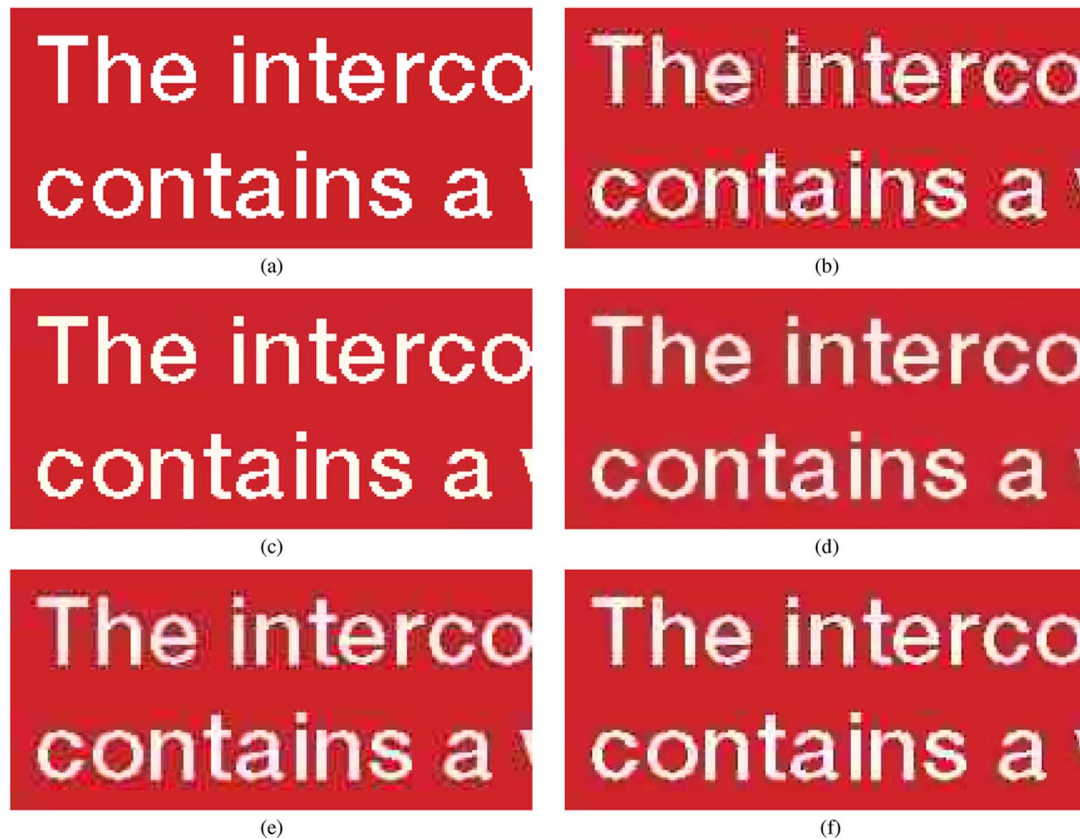 The interco
The interco
contains a
contains a
(a)
(b)
The interco
The interco
contains a
contains a
(c)
(d)
The interco
The interco
contains a
contains a
(e)
(f)